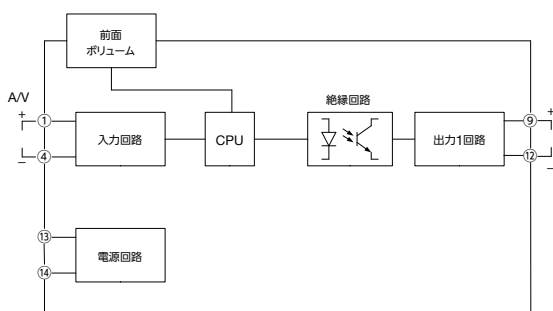 前面
ボリューム
A/V
絶縁回路
+
①
入力回路
CPU
出力1回路
⑨
+
−
④
⑫
−
⑬
電源回路
⑭